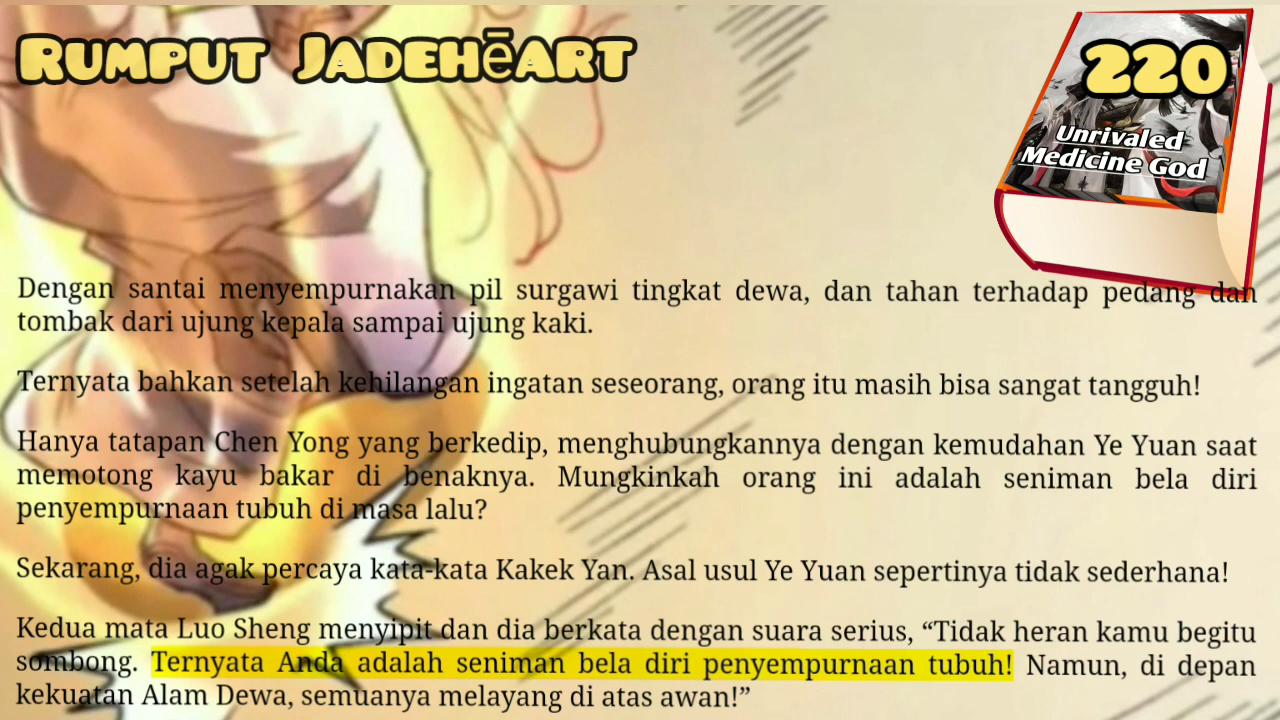 Rumput Jadehēart
220
Unrivaled
Medicine God
Dengan santai menyempurnakan pil surgawi tingkat dewa, dan tahan terhadap pedang dan
tombak dari ujung kepala sampai ujung kaki.
Ternyata bahkan setelah kehilangan ingatan seseorang, orang itu masih bisa sangat tangguh!
Hanya tatapan Chen Yong yang berkedip, menghubungkannya dengan kemudahan Ye Yuan saat
memotong kayu bakar di benaknya. Mungkinkah orang ini adalah seniman bela diri
penyempurnaan tubuh di masa lalu?
Sekarang, dia agak percaya kata-kata Kakek Yan. Asal usul Ye Yuan sepertinya tidak sederhana!
Kedua mata Luo Sheng menyipit dan dia berkata dengan suara serius, “Tidak heran kamu begitu
sombong. Ternyata Anda adalah seniman bela diri penyempurnaan tubuh! Namun, di depan
kekuatan Alam Dewa, semuanya melayang di atas awan!”